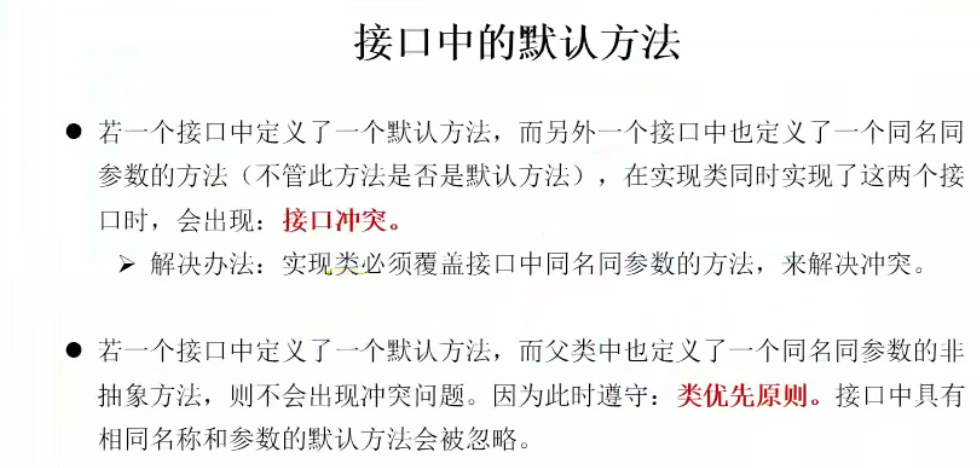 接口中的默认方法
● 若一个接口中定义了一个默认方法，而另外一个接口中也定义了一个同名同
参数的方法（不管此方法是否是默认方法），在实现类同时实现了这两个接
口时，会出现：接口冲突。
➢ 解决办法：实现类必须覆盖接口中同名同参数的方法，来解决冲突。
● 若一个接口中定义了一个默认方法，而父类中也定义了一个同名同参数的非
抽象方法，则不会出现冲突问题。因为此时遵守：类优先原则。接口中具有
相同名称和参数的默认方法会被忽略。